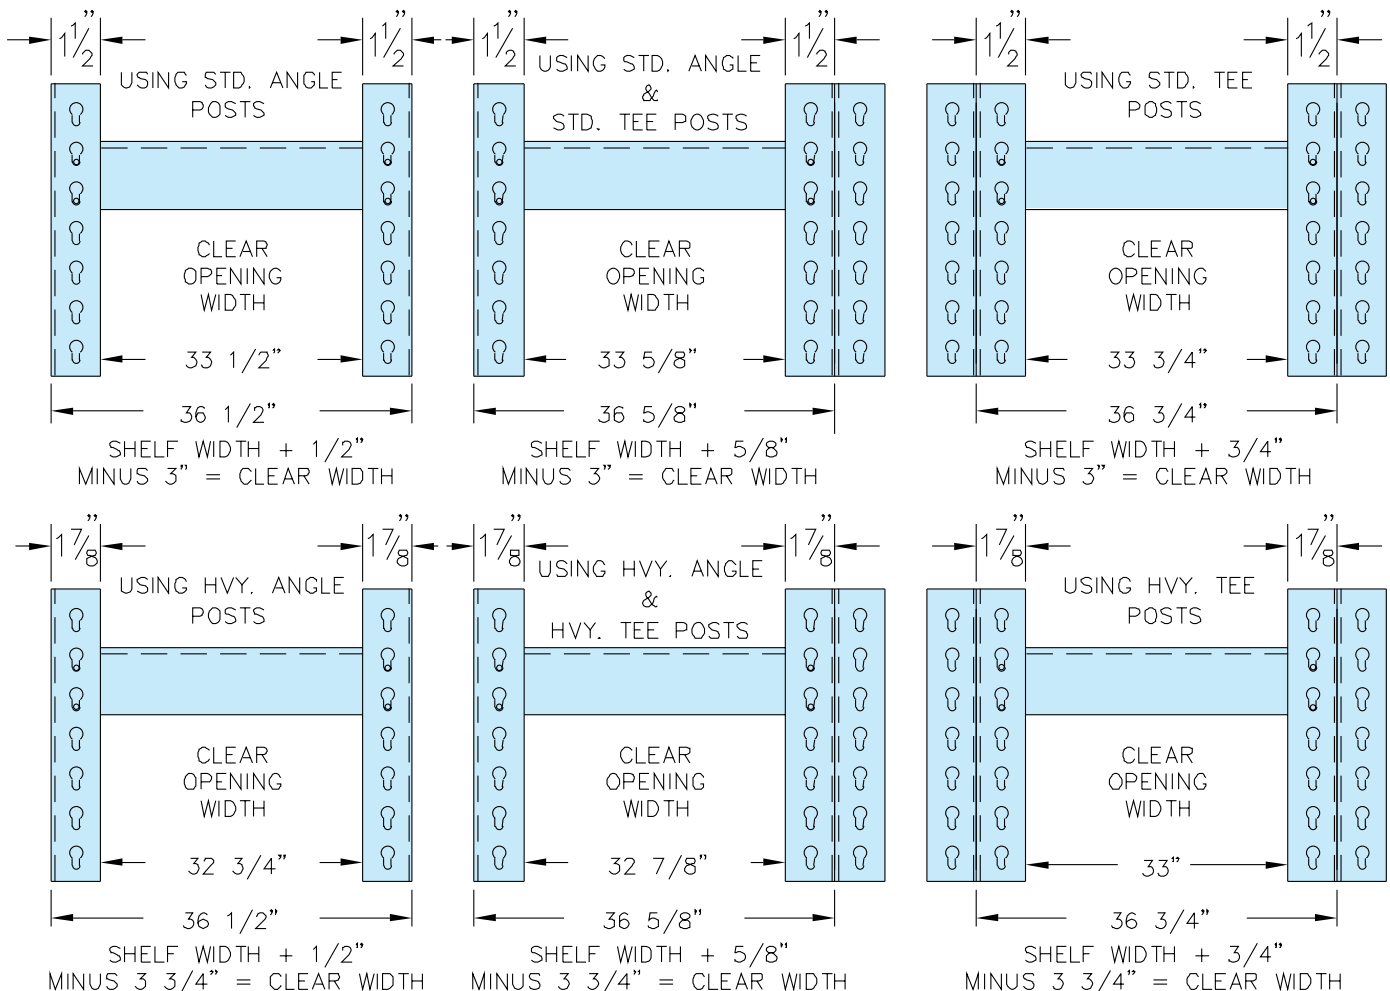 1 1/2”
1 1/2”
USING STD. ANGLE
POSTS
CLEAR
OPENING
WIDTH
33 1/2”
36 1/2”
SHELF WIDTH + 1/2”
MINUS 3” = CLEAR WIDTH
1 1/2”
1 1/2”
USING STD. ANGLE
&
STD. TEE POSTS
CLEAR
OPENING
WIDTH
33 5/8”
36 5/8”
SHELF WIDTH + 5/8”
MINUS 3” = CLEAR WIDTH
1 1/2”
1 1/2”
USING STD. TEE
POSTS
CLEAR
OPENING
WIDTH
33 3/4”
36 3/4”
SHELF WIDTH + 3/4”
MINUS 3” = CLEAR WIDTH
1 7/8”
1 7/8”
USING HVY. ANGLE
POSTS
CLEAR
OPENING
WIDTH
32 3/4”
36 1/2”
SHELF WIDTH + 1/2”
MINUS 3 3/4” = CLEAR WIDTH
1 7/8”
1 7/8”
USING HVY. ANGLE
&
HVY. TEE POSTS
CLEAR
OPENING
WIDTH
32 7/8”
36 5/8”
SHELF WIDTH + 5/8”
MINUS 3 3/4” = CLEAR WIDTH
1 7/8”
1 7/8”
USING HVY. TEE
POSTS
CLEAR
OPENING
WIDTH
33”
36 3/4”
SHELF WIDTH + 3/4”
MINUS 3 3/4” = CLEAR WIDTH